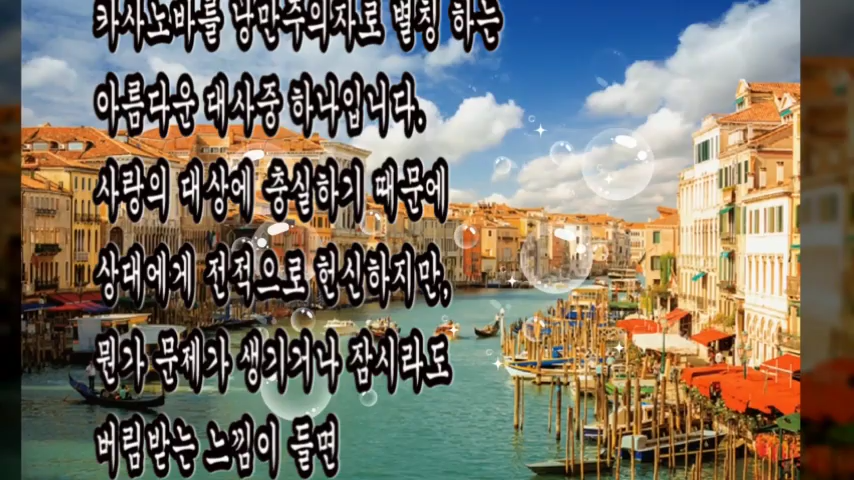 카사노바를 낭만주의자로 별칭 하는
아름다운 대사중 하나입니다.
사랑의 대상에 충실하기 때문에
상대에게 전적으로 헌신하지만,
뭔가 문제가 생기거나 잠시라도
버림받는 느낌이 들면